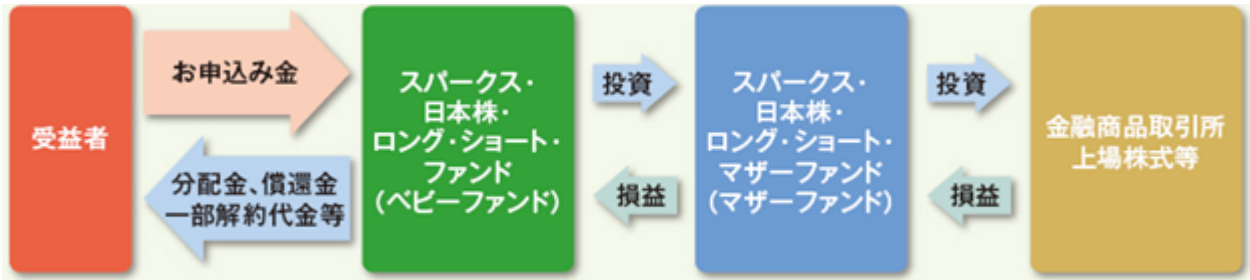 受益者
お申込み金
分配金、償還金
一部解約代金等
スパークス・
日本株・
ロング・ショート・
ファンド
(ベビーファンド)
投資
損益
スパークス・
日本株・
ロング・ショート・
マザーファンド
(マザーファンド)
投資
損益
金融商品取引所
上場株式等